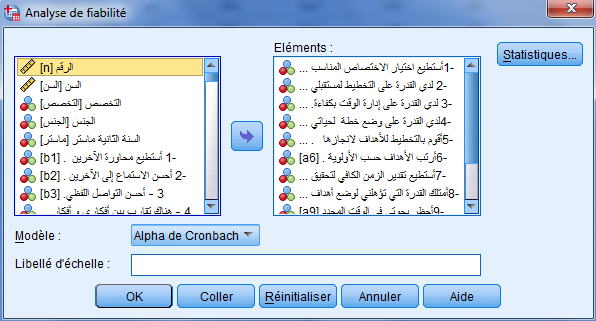 Analyse de fiabilité
Eléments :
الرقم [n]
السن [السن]
التخصص [التخصص]
الجنس [الجنس]
السنة الثانية ماستر [ماستر]
1- أستطيع محاورة الآخرين . [b1]
2- أحسن الاستماع إلى الآخرين . [b2]
3 - أحسن التواصل اللفظي. [b3]
4 - هناك تقارب بين أفكاري و أفكار
1-أستطيع اختيار الاختصاص المناسب ...
2- لدي القدرة على التخطيط لمستقبلي ...
3- لدي القدرة على إدارة الوقت بكفاءة. ...
4-لدي القدرة على وضع خطة لحياتي ...
5-أقوم بالتخطيط للأهداف لانجازها . ...
6-أرتب الأهداف حسب الأولوية . [a6]
7-أستطيع تقدير الزمن الكافي لتحقيق ...
8-أمتلك القدرة التي تؤهلني لوضع أهداف ...
9-أحظر بحوثي في الوقت المحدد [a9]
Statistiques...
Modèle :
Alpha de Cronbach
Libellé d'échelle :
OK Coller Réinitialiser Annuler Aide